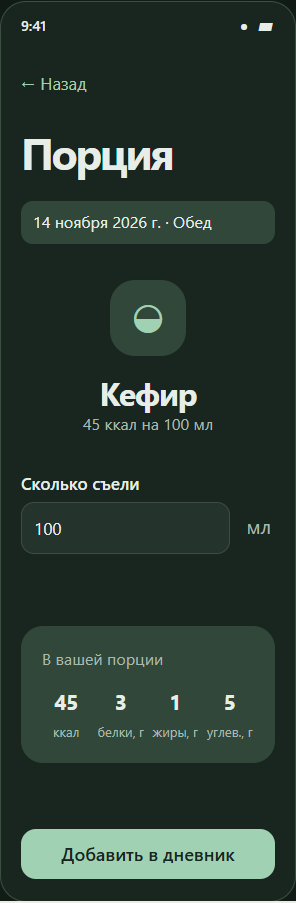 9:41
← Назад
Порция
14 ноября 2026 г. · Обед
Кефир
45 ккал на 100 мл
Сколько съели
100 мл
В вашей порции
45 3 1 5
ккал белки, г жиры, г углев., г
Добавить в дневник